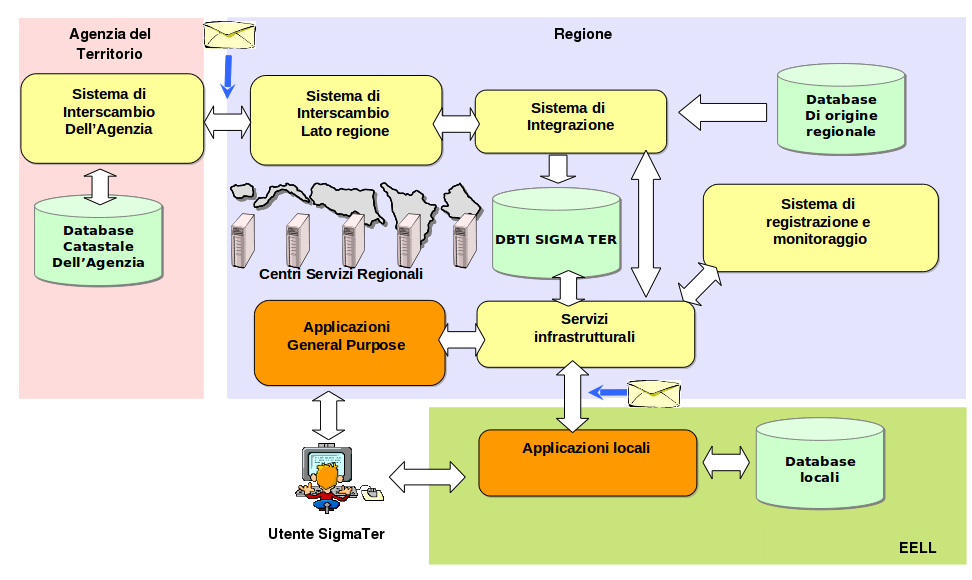 Agenzia del
Territorio
Regione
Sistema di
Interscambio
Dell'Agenzia
Sistema di
Interscambio
Lato regione
Sistema di
Integrazione
Database
Di origine
regionale
Database
Catastale
Dell'Agenzia
DBTI SIGMA TER
Sistema di
registrazione e
monitoraggio
Centri Servizi Regionali
Applicazioni
General Purpose
Servizi
infrastrutturali
Applicazioni locali
Database
locali
Utente SigmaTer
EELL